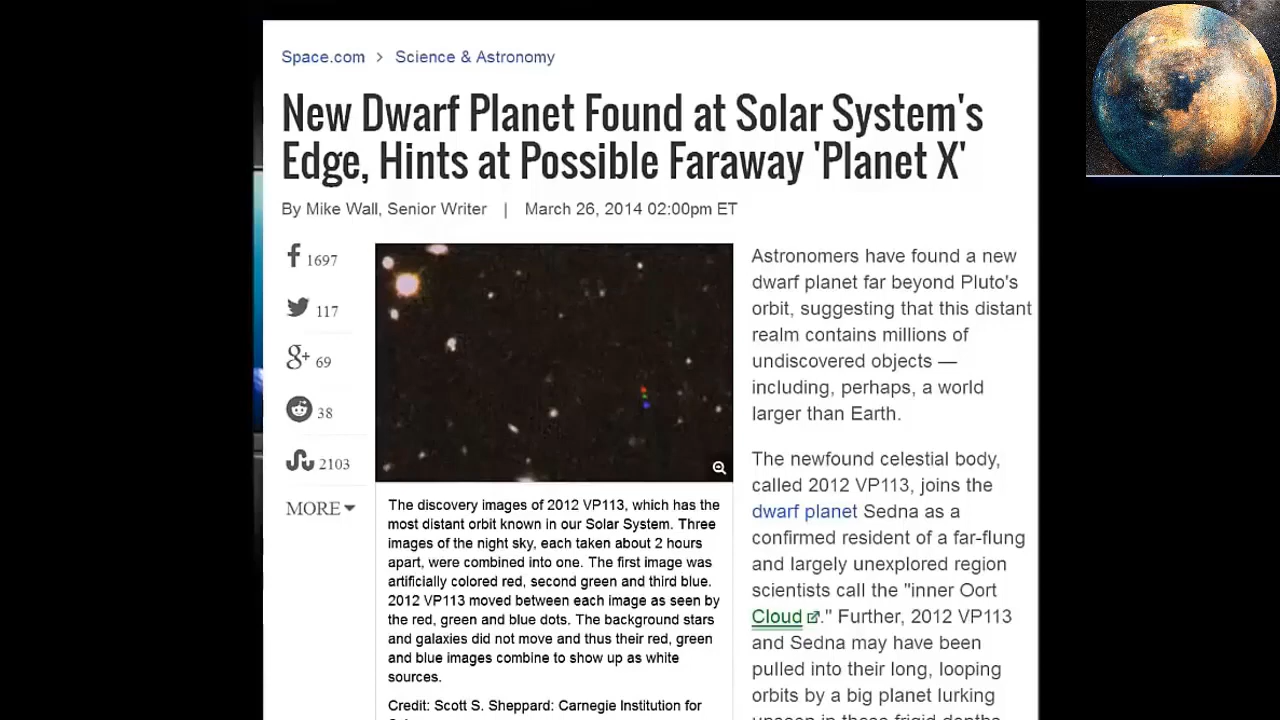 Space.com > Science & Astronomy
New Dwarf Planet Found at Solar System's
Edge, Hints at Possible Faraway 'Planet X'
By Mike Wall, Senior Writer | March 26, 2014 02:00pm ET
1697
117
69
38
2103
MORE
The discovery images of 2012 VP113, which has the
most distant orbit known in our Solar System. Three
images of the night sky, each taken about 2 hours
apart, were combined into one. The first image was
artificially colored red, second green and third blue.
2012 VP113 moved between each image as seen by
the red, green and blue dots. The background stars
and galaxies did not move and thus their red, green
and blue images combine to show up as white
sources.
Credit: Scott S. Sheppard: Carnegie Institution for
Astronomers have found a new
dwarf planet far beyond Pluto's
orbit, suggesting that this distant
realm contains millions of
undiscovered objects —
including, perhaps, a world
larger than Earth.
The newfound celestial body,
called 2012 VP113, joins the
dwarf planet Sedna as a
confirmed resident of a far-flung
and largely unexplored region
scientists call the "inner Oort
Cloud." Further, 2012 VP113
and Sedna may have been
pulled into their long, looping
orbits by a big planet lurking
unseen in these frigid depths